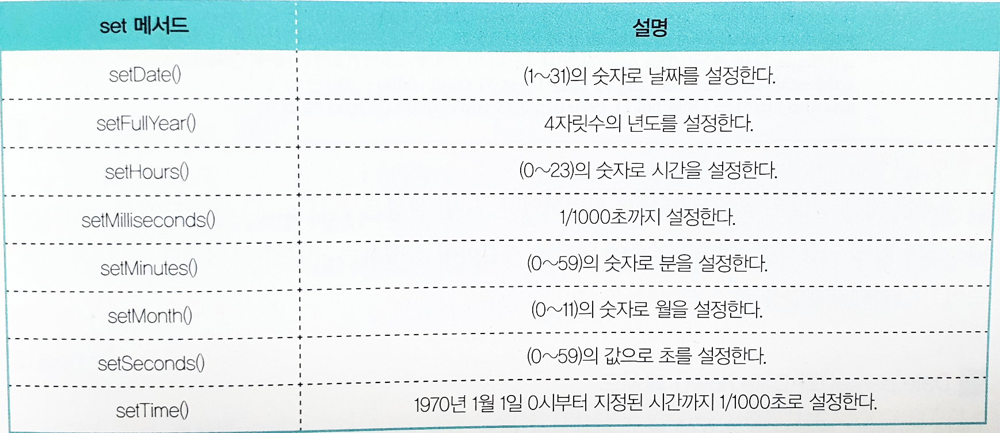 set 메서드 설명
setDate() (1~31)의 숫자로 날짜를 설정한다.
setFullYear() 4자릿수의 년도를 설정한다.
setHours() (0~23)의 숫자로 시간을 설정한다.
setMilliseconds() 1/1000초까지 설정한다.
setMinutes() (0~59)의 숫자로 분을 설정한다.
setMonth() (0~11)의 숫자로 월을 설정한다.
setSeconds() (0~59)의 값으로 초를 설정한다.
setTime() 1970년 1월 1일 0시부터 지정된 시간까지 1/1000초로 설정한다.